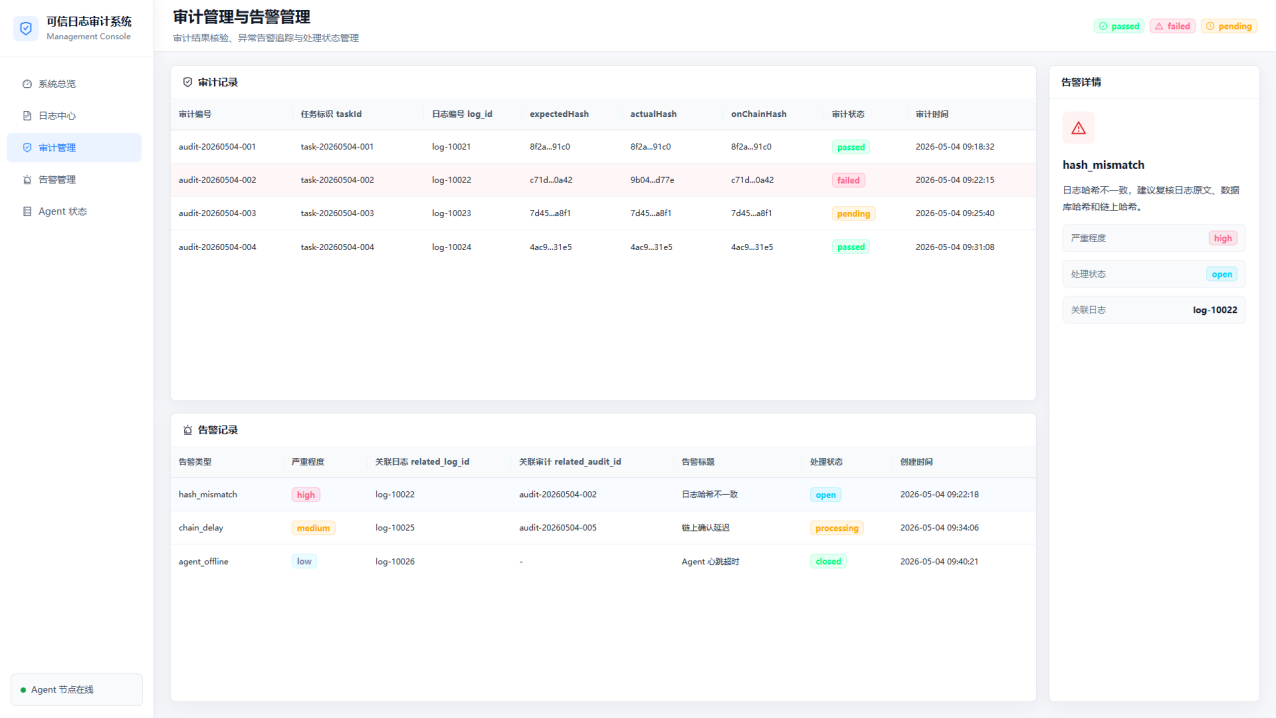 可信日志审计系统
Management Console
系统总览
日志中心
审计管理
告警管理
Agent 状态
Agent 节点在线
审计管理与告警管理
审计结果核验、异常告警追踪与处理状态管理
passed failed pending
审计记录
审计编号 任务标识 taskId 日志编号 log_id expectedHash actualHash onChainHash 审计状态 审计时间
audit-20260504-001 task-20260504-001 log-10021 8f2a...91c0 8f2a...91c0 8f2a...91c0 passed 2026-05-04 09:18:32
audit-20260504-002 task-20260504-002 log-10022 c71d...0a42 9b04...d77e c71d...0a42 failed 2026-05-04 09:22:15
audit-20260504-003 task-20260504-003 log-10023 7d45...a8f1 7d45...a8f1 7d45...a8f1 pending 2026-05-04 09:25:40
audit-20260504-004 task-20260504-004 log-10024 4ac9...31e5 4ac9...31e5 4ac9...31e5 passed 2026-05-04 09:31:08
告警记录
告警类型 严重程度 关联日志 related_log_id 关联审计 related_audit_id 告警标题 处理状态 创建时间
hash_mismatch high log-10022 audit-20260504-002 日志哈希不一致 open 2026-05-04 09:22:18
chain_delay medium log-10025 audit-20260504-005 链上确认延迟 processing 2026-05-04 09:34:06
agent_offline low log-10026 - Agent 心跳超时 closed 2026-05-04 09:40:21
告警详情
hash_mismatch
日志哈希不一致，建议复核日志原文、数据
库哈希和链上哈希。
严重程度 high
处理状态 open
关联日志 log-10022